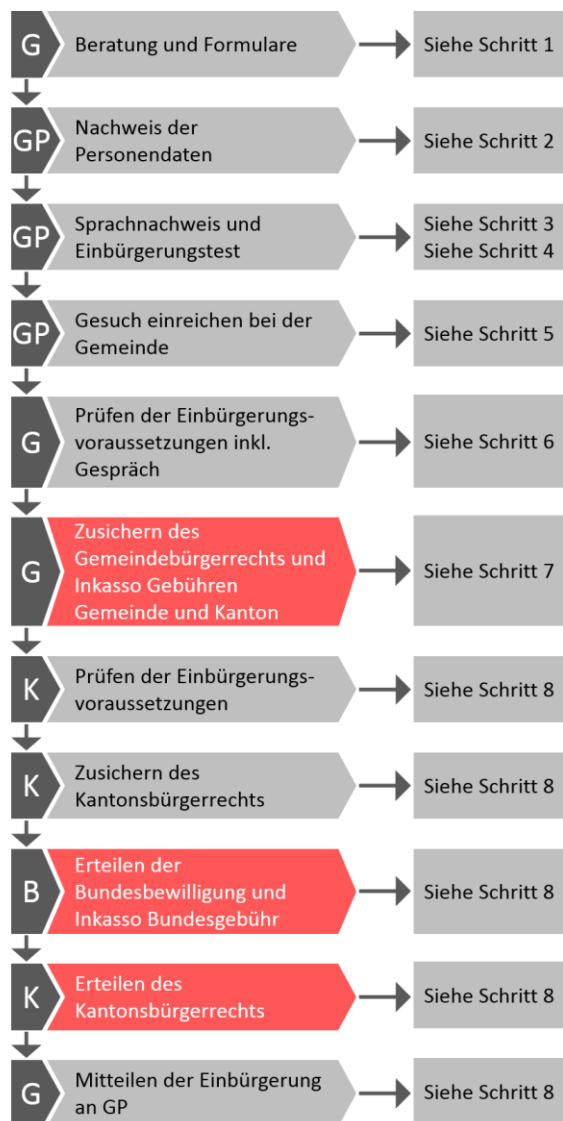 G
Beratung und Formulare
Siehe Schritt 1
GP
Nachweis der
Personendaten
Siehe Schritt 2
GP
Sprachnachweis und
Einbürgerungstest
Siehe Schritt 3
Siehe Schritt 4
GP
Gesuch einreichen bei der
Gemeinde
Siehe Schritt 5
G
Prüfen der Einbürgerungs-
voraussetzungen inkl.
Gespräch
Siehe Schritt 6
G
Zusichern des
Gemeindebürgerrechts und
Inkasso Gebühren
Gemeinde und Kanton
Siehe Schritt 7
K
Prüfen der Einbürgerungs-
voraussetzungen
Siehe Schritt 8
K
Zusichern des
Kantonsbürgerrechts
Siehe Schritt 8
B
Erteilen der
Bundesbewilligung und
Inkasso Bundesgebühr
Siehe Schritt 8
K
Erteilen des
Kantonsbürgerrechts
Siehe Schritt 8
G
Mitteilen der Einbürgerung
an GP
Siehe Schritt 8